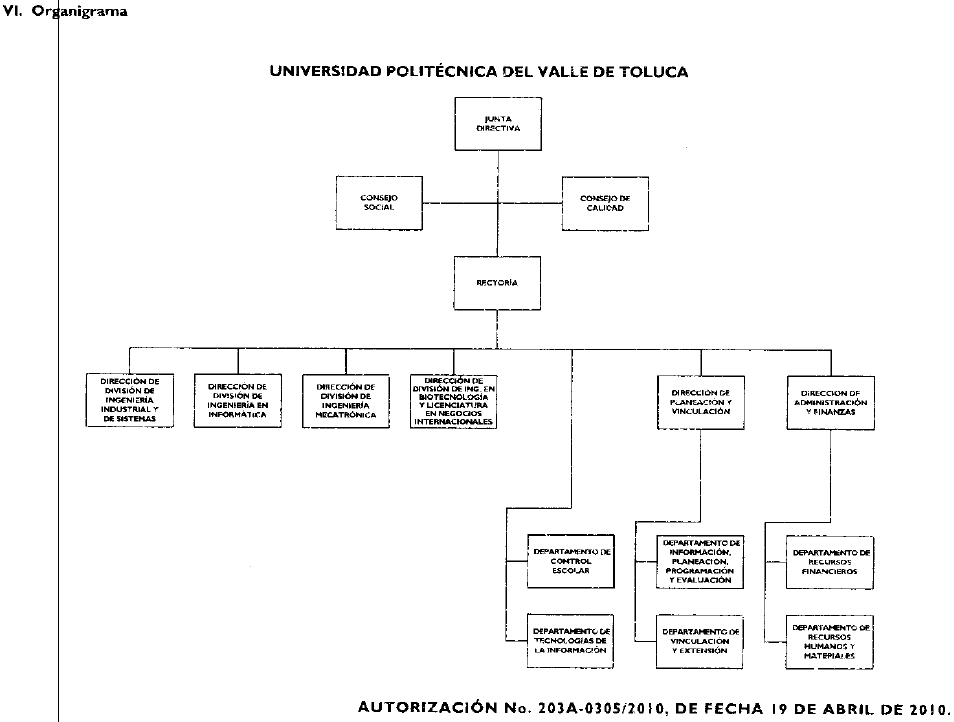 VI. Organigrama
UNIVERSIDAD POLITÉCNICA DEL VALLE DE TOLUCA
JUNTA
DIRECTIVA
CONSEJO
SOCIAL
CONSEJO DE
CALIDAD
RECTORÍA
DIRECCIÓN DE
DIVISIÓN DE
INGENIERÍA
INDUSTRIAL Y
DE SISTEMAS
DIRECCIÓN DE
DIVISIÓN DE
INGENIERÍA EN
INFORMÁTICA
DIRECCIÓN DE
DIVISIÓN DE
INGENIERÍA
MECATRÓNICA
DIRECCIÓN DE
DIVISIÓN DE ING. EN
BIOTECNOLOGÍA
Y LICENCIATURA
EN NEGOCIOS
INTERNACIONALES
DIRECCIÓN DE
PLANEACIÓN Y
VINCULACIÓN
DIRECCIÓN DE
ADMINISTRACIÓN
Y FINANZAS
DEPARTAMENTO DE
CONTROL
ESCOLAR
DEPARTAMENTO DE
INFORMACIÓN,
PLANEACIÓN,
PROGRAMACIÓN
Y EVALUACIÓN
DEPARTAMENTO DE
RECURSOS
FINANCIEROS
DEPARTAMENTO DE
TECNOLOGÍAS DE
LA INFORMACIÓN
DEPARTAMENTO DE
VINCULACIÓN
Y EXTENSIÓN
DEPARTAMENTO DE
RECURSOS
HUMANOS Y
MATERIALES
AUTORIZACIÓN No. 203A-0305/2010, DE FECHA 19 DE ABRIL DE 2010.